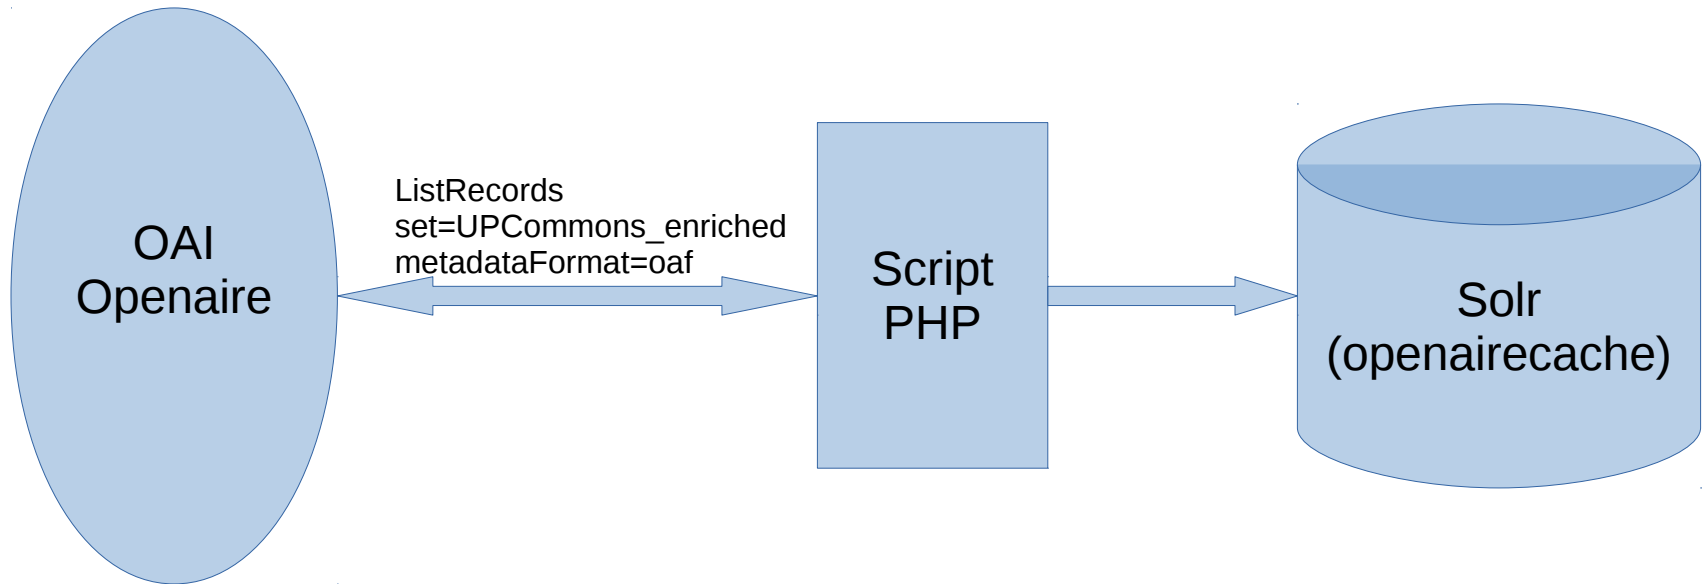 OAI
Openaire
ListRecords
set=UPCommons_enriched
metadataFormat=oaf
Script
PHP
Solr
(openairecache)